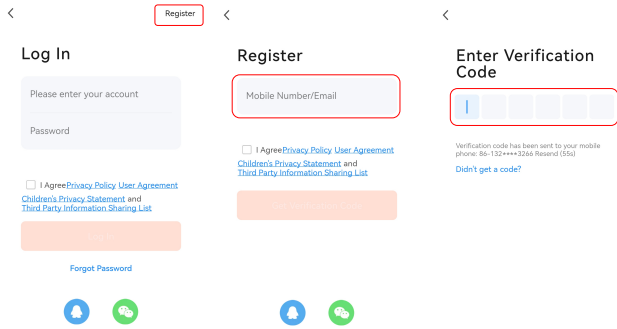 Register
Log In
Please enter your account
Password
I Agree Privacy Policy User Agreement
Children's Privacy Statement and
Third Party Information Sharing List
Forgot Password
Register
Mobile Number/Email
I Agree Privacy Policy User Agreement
Children's Privacy Statement and
Third Party Information Sharing List
Enter Verification
Code
Verification code has been sent to your mobile
phone: 86-132****3266 Resend (55s)
Didn't get a code?